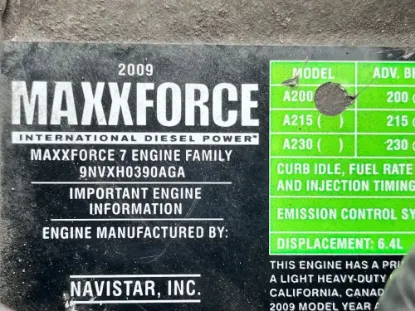 2009
MAXXFORCE
INTERNATIONAL DIESEL POWER™
MAXXFORCE 7 ENGINE FAMILY
9NVXH0390AGA
IMPORTANT ENGINE
INFORMATION
ENGINE MANUFACTURED BY:
NAVISTAR, INC.
MODEL ADV. B
A200 200
A215 ( ) 215
A230 ( ) 230
CURB IDLE, FUEL RATE
AND INJECTION TIMING
EMISSION CONTROL SY
DISPLACEMENT: 6.4L
THIS ENGINE HAS A PRI
A LIGHT HEAVY-DUTY
CALIFORNIA, CANAD
2009 MODEL YEAR